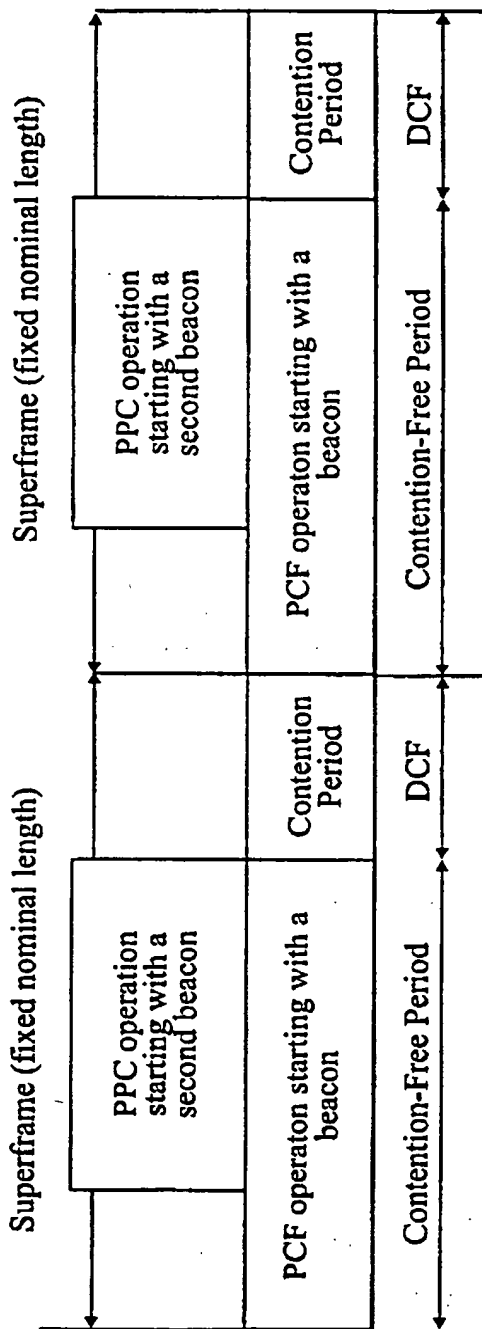 Superframe (fixed nominal length)
Superframe (fixed nominal length)
PPC operation
starting with a
second beacon
PPC operation
starting with a
second beacon
PCF operaton starting with a
beacon
Contention
Period
PCF operaton starting with a
beacon
Contention
Period
Contention-Free Period
DCF
Contention-Free Period
DCF